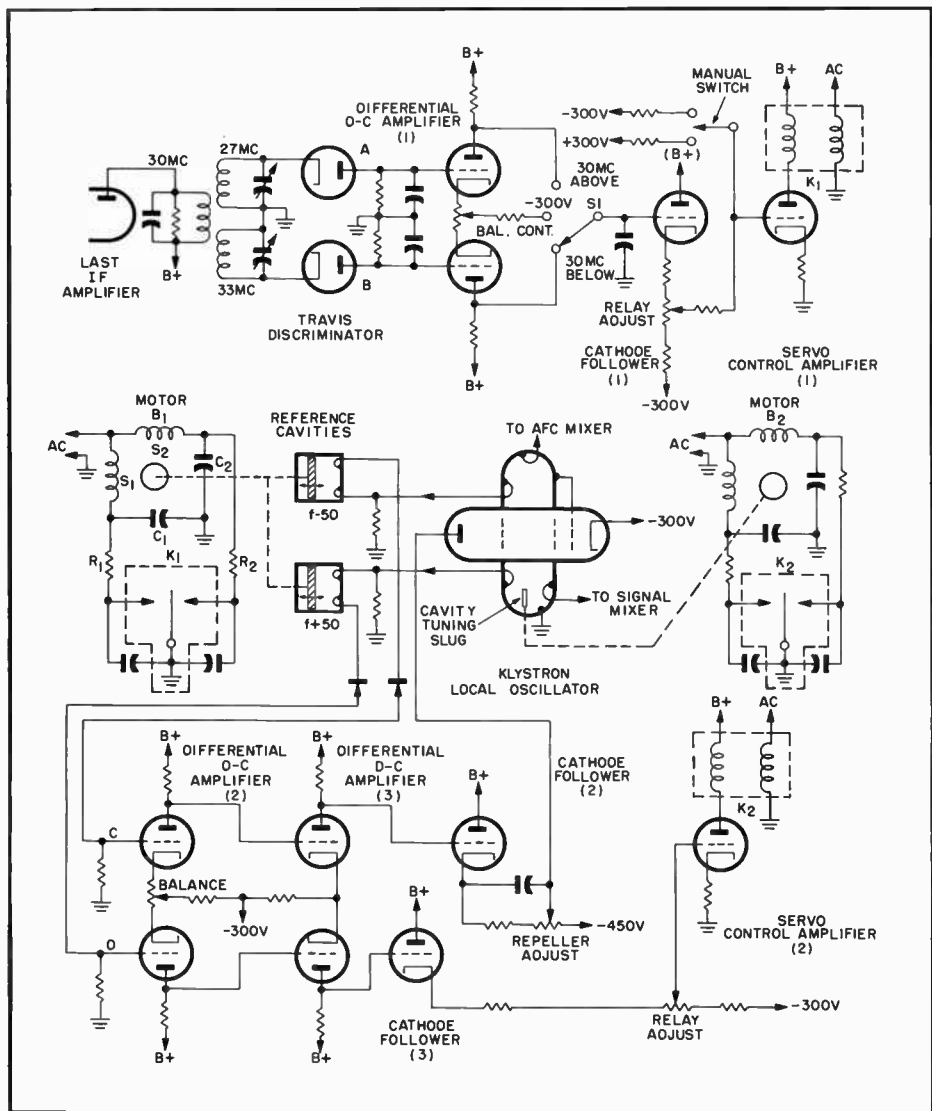 B+
B+
AC
MANUAL
SWITCH
DIFFERENTIAL
D-C AMPLIFIER
(1)
-300V
+300V
(B+)
30MC
27MC
A
30MC
ABOVE
K1
-300V
S1
BAL. CONT.
30MC
BELOW
LAST
IF
AMPLIFIER
B+
33MC
B
TRAVIS
DISCRIMINATOR
RELAY
ADJUST
CATHODE
FOLLOWER
(1)
SERVO
CONTROL AMPLIFIER
(1)
B+
-300V
MOTOR
B1
REFERENCE
CAVITIES
TO AFC MIXER
MOTOR
B2
AC
S2
C2
AC
S1
f-50
-300V
C1
R1
K1
R2
f+50
TO SIGNAL
MIXER
K2
CAVITY
TUNING
SLUG
KLYSTRON
LOCAL OSCILLATOR
B+
AC
B+
DIFFERENTIAL
D-C
AMPLIFIER
(2)
B+
DIFFERENTIAL
D-C
AMPLIFIER
(3)
B+
CATHODE
FOLLOWER
(2)
K2
C
BALANCE
-300V
-450V
REPELLER
ADJUST
B+
SERVO
CONTROL AMPLIFIER
(2)
D
-300V
RELAY
ADJUST
CATHODE
FOLLOWER
(3)
B+
B+